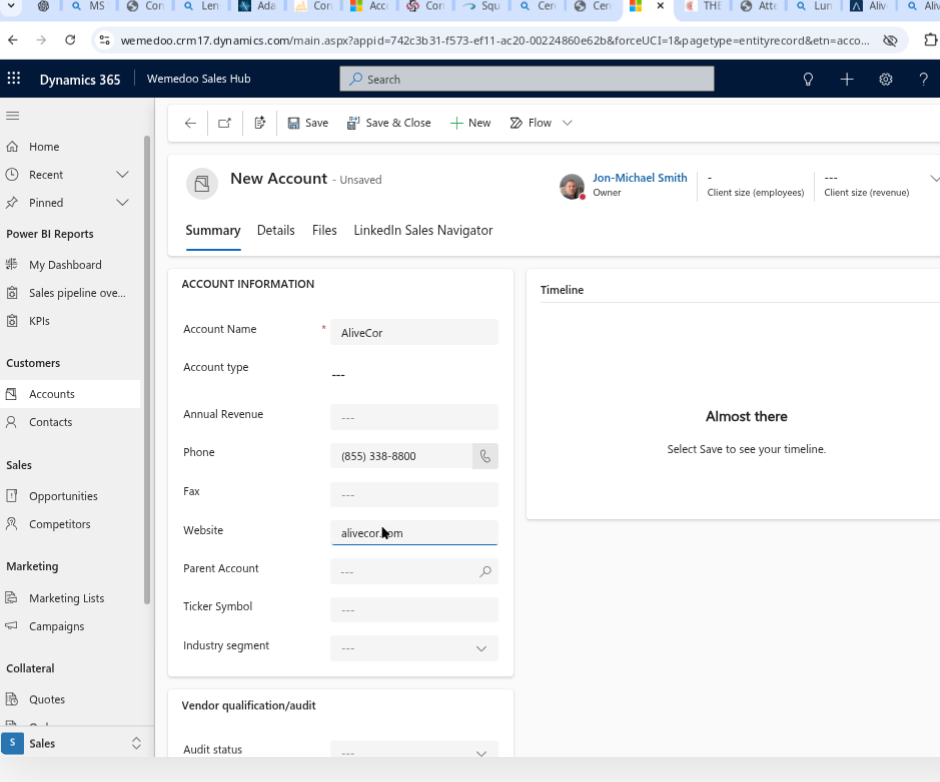 MS
Con
Len
Ada
Con
Acc
Con
Squ
Cer
Cen
THE
Atte
Lun
Aliv
Aliv
wemedoo.crm17.dynamics.com/main.aspx?appid=742c3b31-f573-ef11-ac20-00224860e62b&forceUCI=1&pagetype=entityrecord&etn=acco...
Dynamics 365
Wemedoo Sales Hub
Search
Save
Save & Close
New
Flow
Home
Recent
Pinned
Power BI Reports
My Dashboard
Sales pipeline ove...
KPIs
Customers
Accounts
Contacts
Sales
Opportunities
Competitors
Marketing
Marketing Lists
Campaigns
Collateral
Quotes
S Sales
New Account - Unsaved
Jon-Michael Smith
Owner
-
Client size (employees)
---
Client size (revenue)
Summary Details Files LinkedIn Sales Navigator
ACCOUNT INFORMATION
Account Name * AliveCor
Account type ---
Annual Revenue ---
Phone (855) 338-8800
Fax ---
Website alivecor.com
Parent Account ---
Ticker Symbol ---
Industry segment ---
Vendor qualification/audit
Audit status ---
Timeline
Almost there
Select Save to see your timeline.